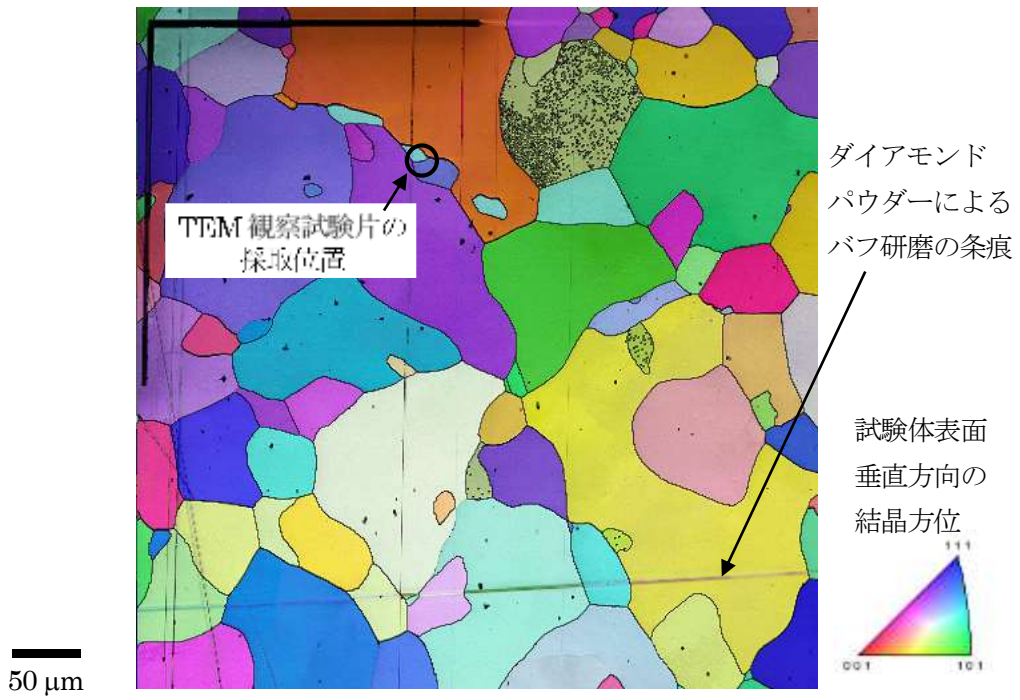 ダイアモンド
パウダーによる
バフ研磨の条痕
TEM 観察試験片の
採取位置
試験体表面
垂直方向の
結晶方位
111
001
101
50 μm